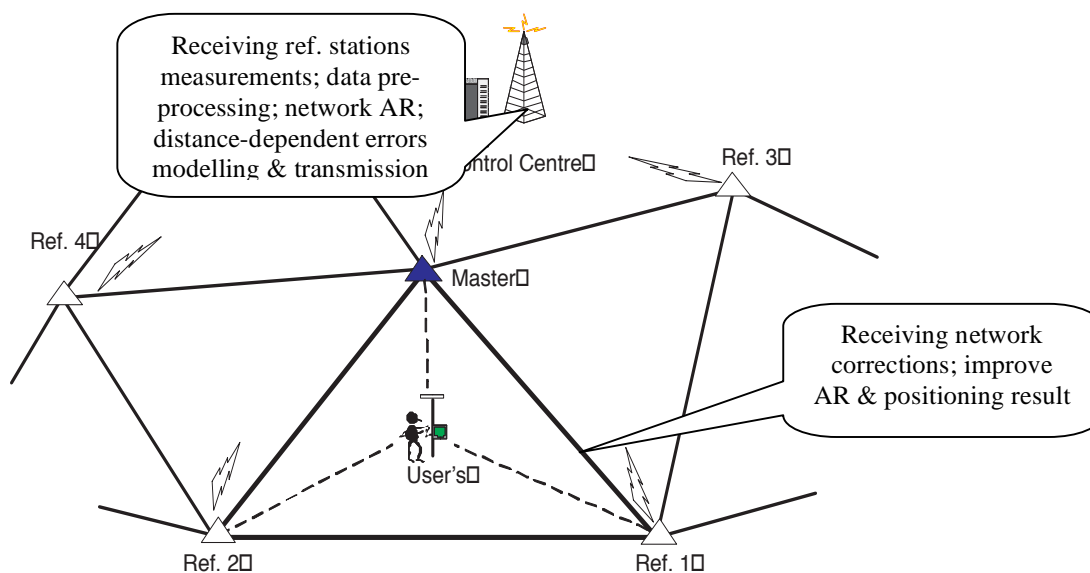 Receiving ref. stations
measurements; data pre-
processing; network AR;
distance-dependent errors
modelling & transmission
ontrol Centre□
Ref. 3□
Ref. 4□
Master□
Receiving network
corrections; improve
AR & positioning result
User's□
Ref. 2□
Ref. 1□